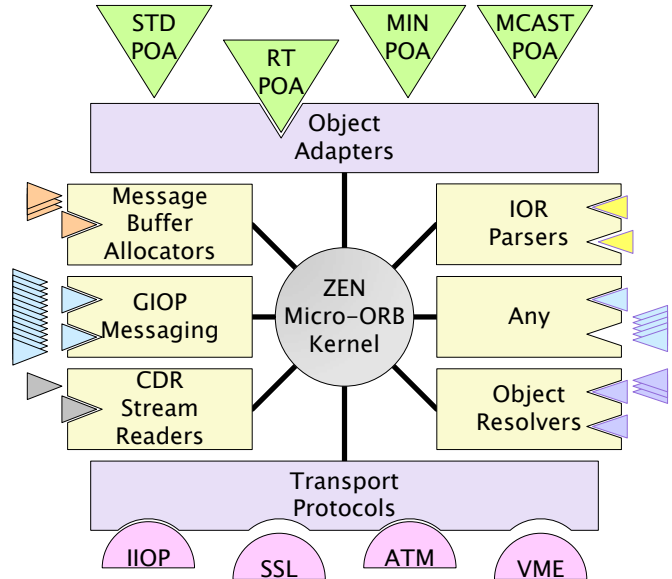 STD
POA
RT
POA
MIN
POA
MCAST
POA
Object
Adapters
Message
Buffer
Allocators
IOR
Parsers
ZEN
Micro-ORB
Kernel
GIOP
Messaging
Any
CDR
Stream
Readers
Object
Resolvers
Transport
Protocols
IIOP
SSL
ATM
VME